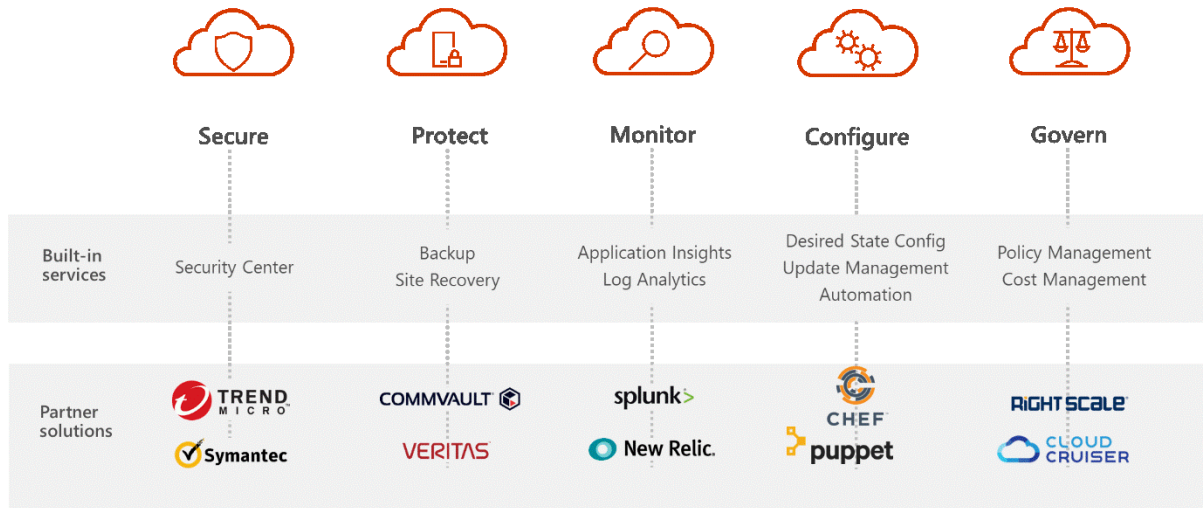 Secure
Protect
Monitor
Configure
Govern
Built-in
services
Security Center
Backup
Site Recovery
Application Insights
Log Analytics
Desired State Config
Update Management
Automation
Policy Management
Cost Management
Partner
solutions
TREND
MICRO™
Symantec
COMMVAULT
VERITAS
splunk>
New Relic.
CHEF™
puppet
RIGHTSCALE®
CLOUD
CRUISER